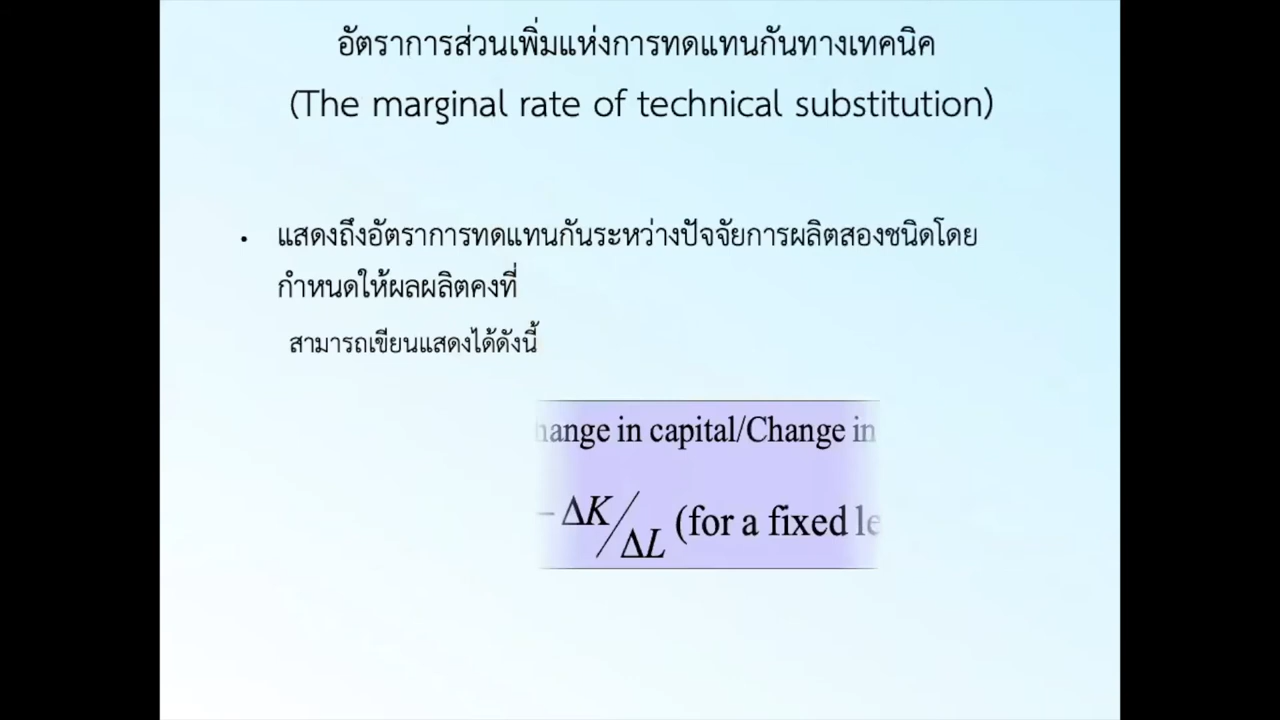 อัตราการส่วนเพิ่มแห่งการทดแทนกันทางเทคนิค
(The marginal rate of technical substitution)
• แสดงถึงอัตราการทดแทนกันระหว่างปัจจัยการผลิตสองชนิดโดย
กำหนดให้ผลผลิตคงที่
สามารถเขียนแสดงได้ดังนี้
hange in capital/Change in
− ΔK/ΔL (for a fixed le